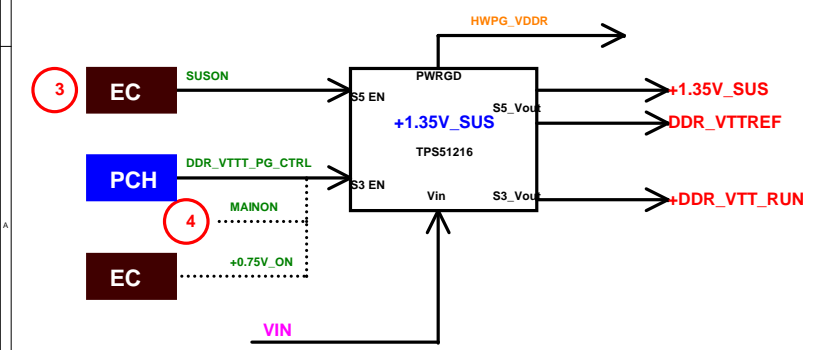 HWPG_VDDR
3
EC
SUSON
S5 EN
PWRGD
S5_Vout
+1.35V_SUS
DDR_VTTREF
+1.35V_SUS
TPS51216
PCH
DDR_VTTT_PG_CTRL
S3 EN
Vin
S3_Vout
+DDR_VTT_RUN
4
MAINON
A
EC
+0.75V_ON
VIN